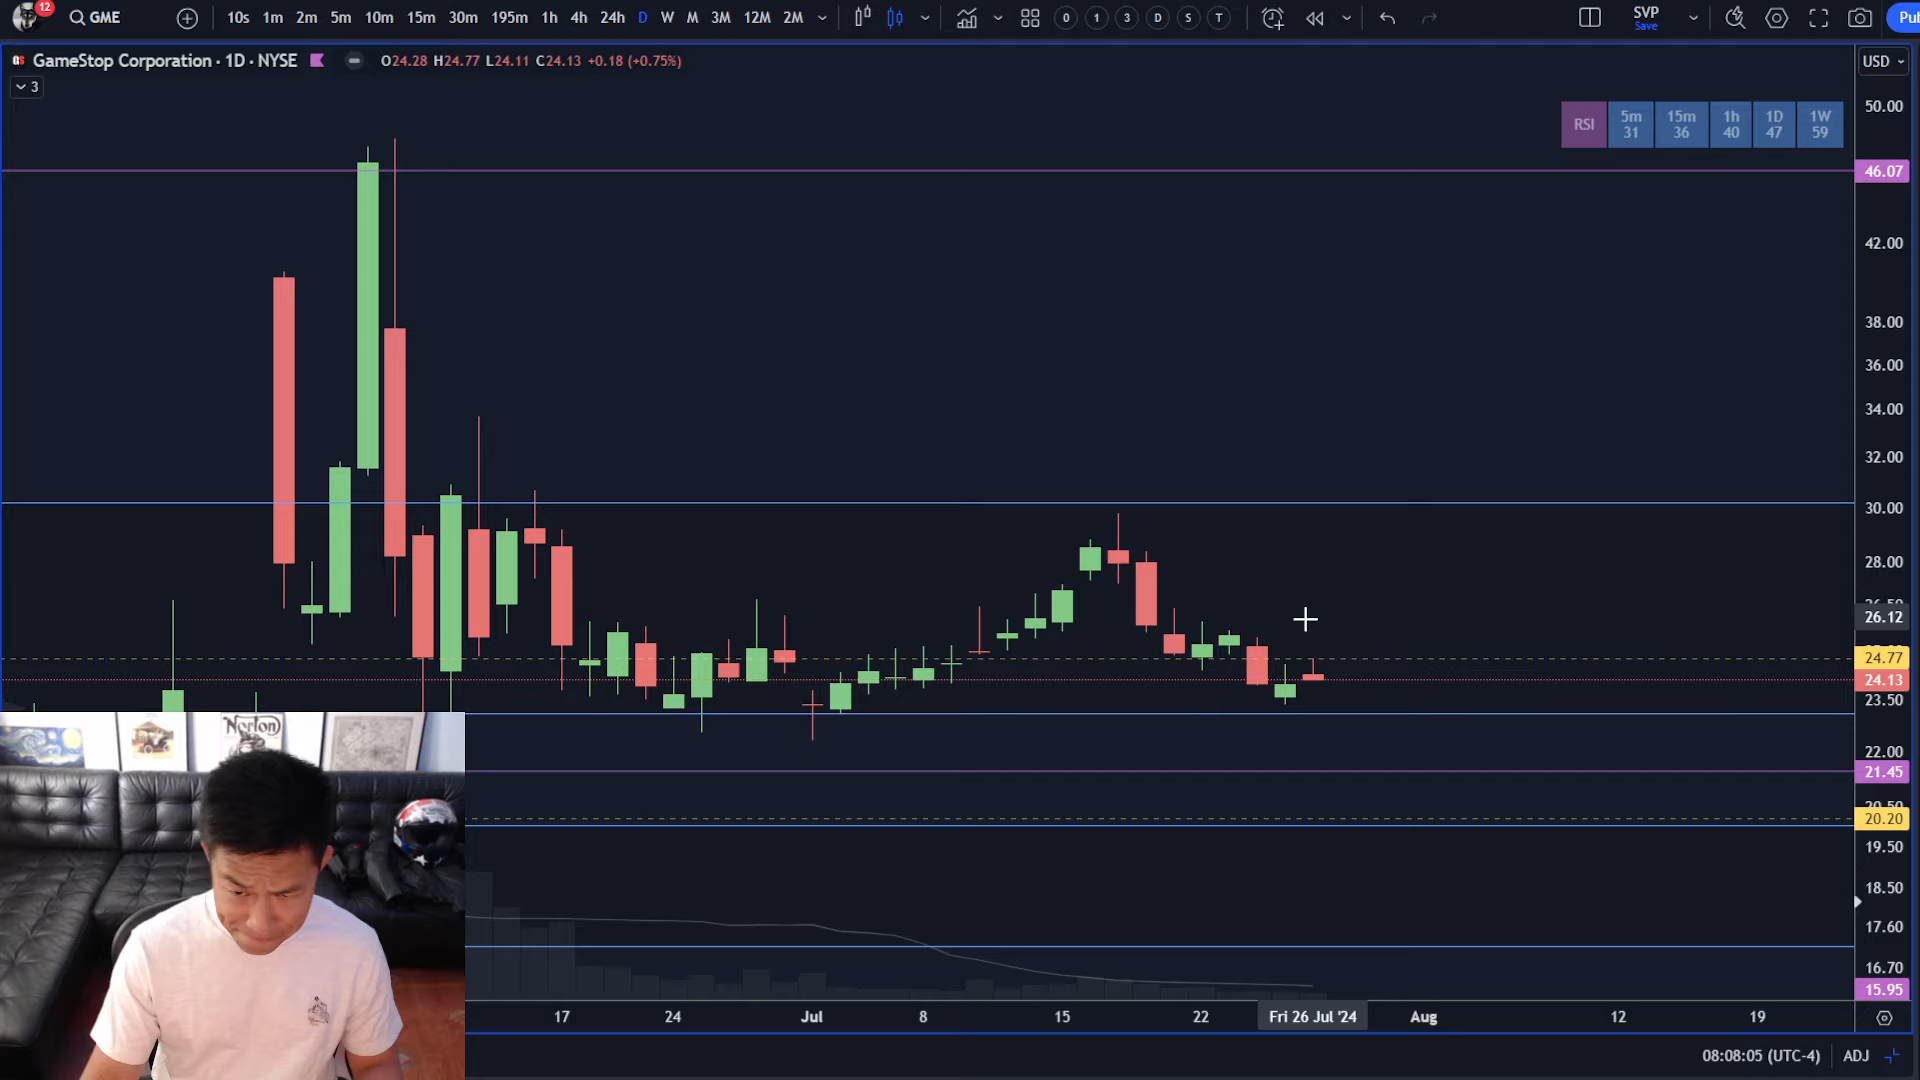 12
GME
10s 1m 2m 5m 10m 15m 30m 195m 1h 4h 24h D W M 3M 12M 2M
0 1 3 D S T
SVP
Save
Pub
GameStop Corporation · 1D · NYSE
O24.28 H24.77 L24.11 C24.13 +0.18 (+0.75%)
USD
3
RSI
5m 15m 1h 1D 1W
31 36 40 47 59
50.00
46.07
42.00
38.00
36.00
34.00
32.00
30.00
28.00
26.12
24.77
24.13
23.50
22.00
21.45
20.50
20.20
19.50
18.50
17.60
16.70
15.95
Norton
17 24 Jul 8 15 22 Fri 26 Jul '24 Aug 12 19
08:08:05 (UTC-4)
ADJ